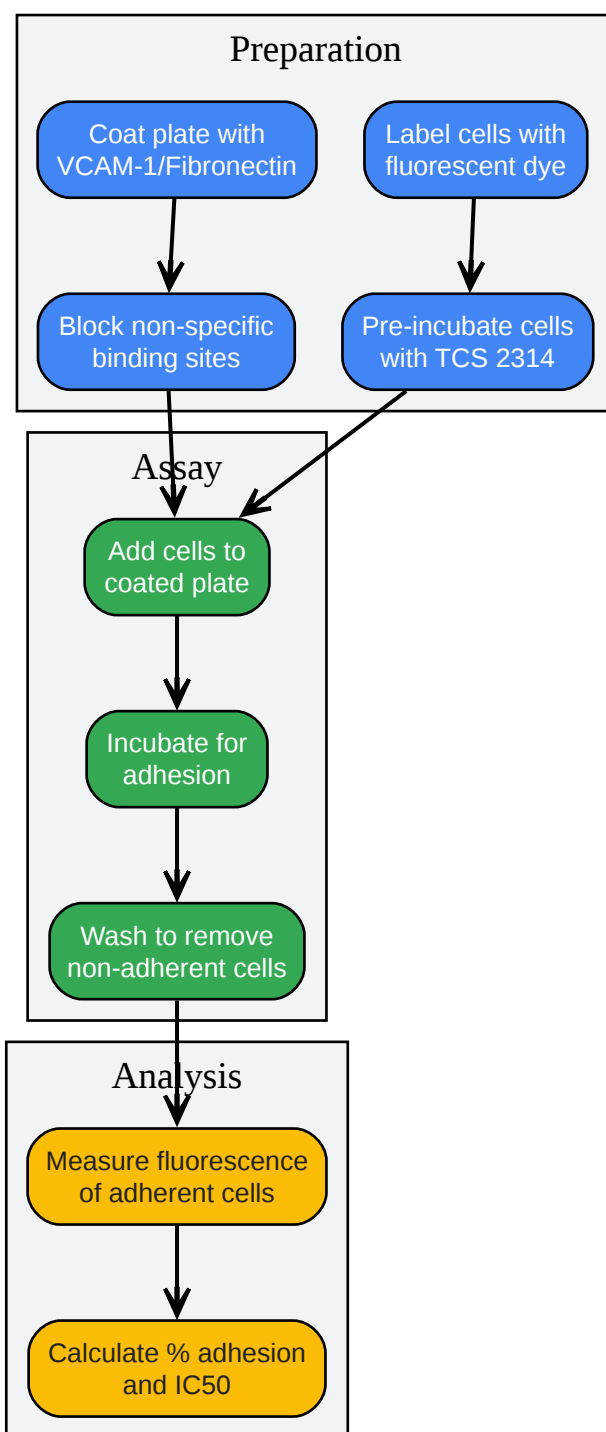 Preparation
Coat plate with
VCAM-1/Fibronectin
Label cells with
fluorescent dye
Block non-specific
binding sites
Pre-incubate cells
with TCS 2314
Assay
Add cells to
coated plate
Incubate for
adhesion
Wash to remove
non-adherent cells
Analysis
Measure fluorescence
of adherent cells
Calculate % adhesion
and IC50